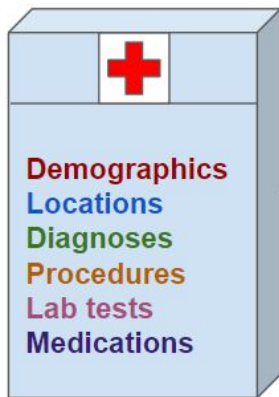 Demographics
Locations
Diagnoses
Procedures
Lab tests
Medications